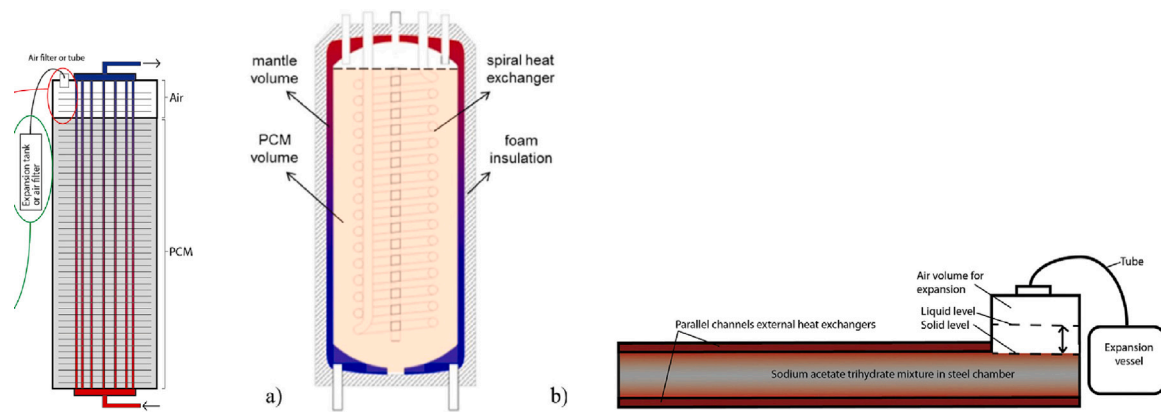 Air filter or tube
Air
Expansion tank
or air filter
PCM
a)
mantle
volume
PCM
volume
spiral heat
exchanger
foam
insulation
b)
Tube
Air volume for
expansion
Liquid level
Solid level
Parallel channels external heat exchangers
Expansion
vessel
Sodium acetate trihydrate mixture in steel chamber